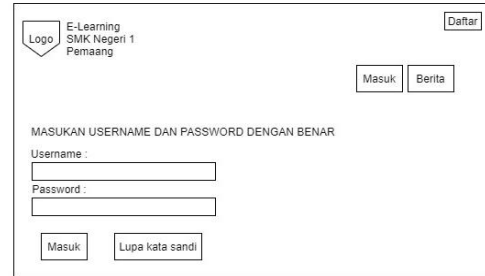 Daftar
Logo
E-Learning
SMK Negeri 1
Pemaang
Masuk
Berita
MASUKAN USERNAME DAN PASSWORD DENGAN BENAR
Username :
Password :
Masuk
Lupa kata sandi